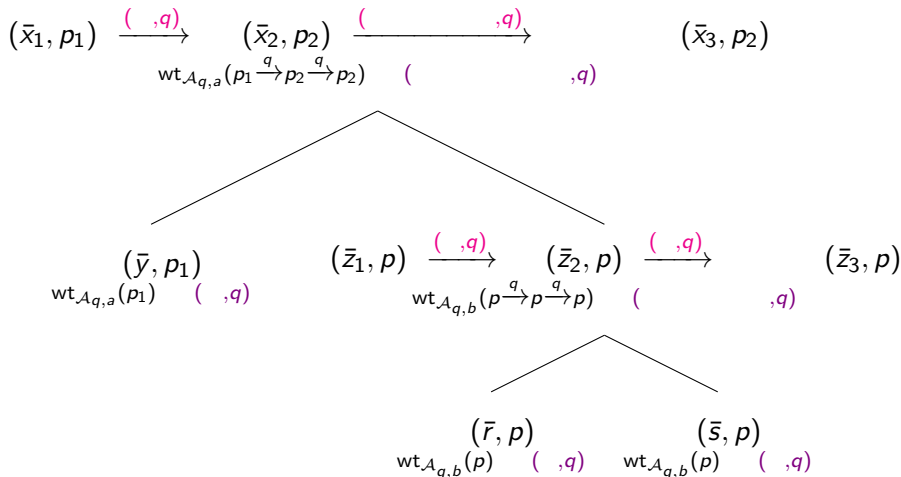 (x̄₁, p₁) —( ,q)→ (x̄₂, p₂) —( ,q)→ (x̄₃, p₂)
wt_{𝒜_{q,a}}(p₁ —q→ p₂ —q→ p₂) ( ,q)
(ȳ, p₁) (z̄₁, p) —( ,q)→ (z̄₂, p) —( ,q)→ (z̄₃, p)
wt_{𝒜_{q,a}}(p₁) ( ,q) wt_{𝒜_{q,b}}(p —q→ p —q→ p) ( ,q)
(r̄, p) (s̄, p)
wt_{𝒜_{q,b}}(p) ( ,q) wt_{𝒜_{q,b}}(p) ( ,q)